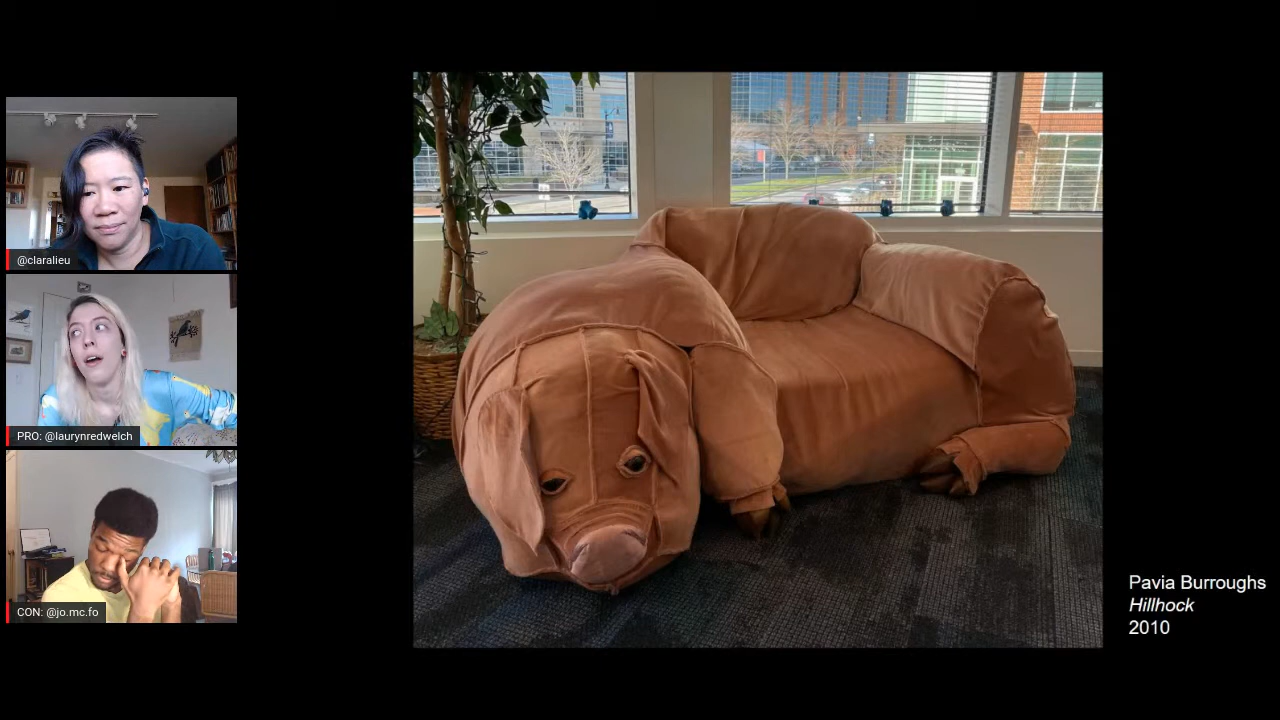 @claralieu
PRO: @laurynredwelch
CON: @jo.mc.fo
Pavia Burroughs
Hillhock
2010